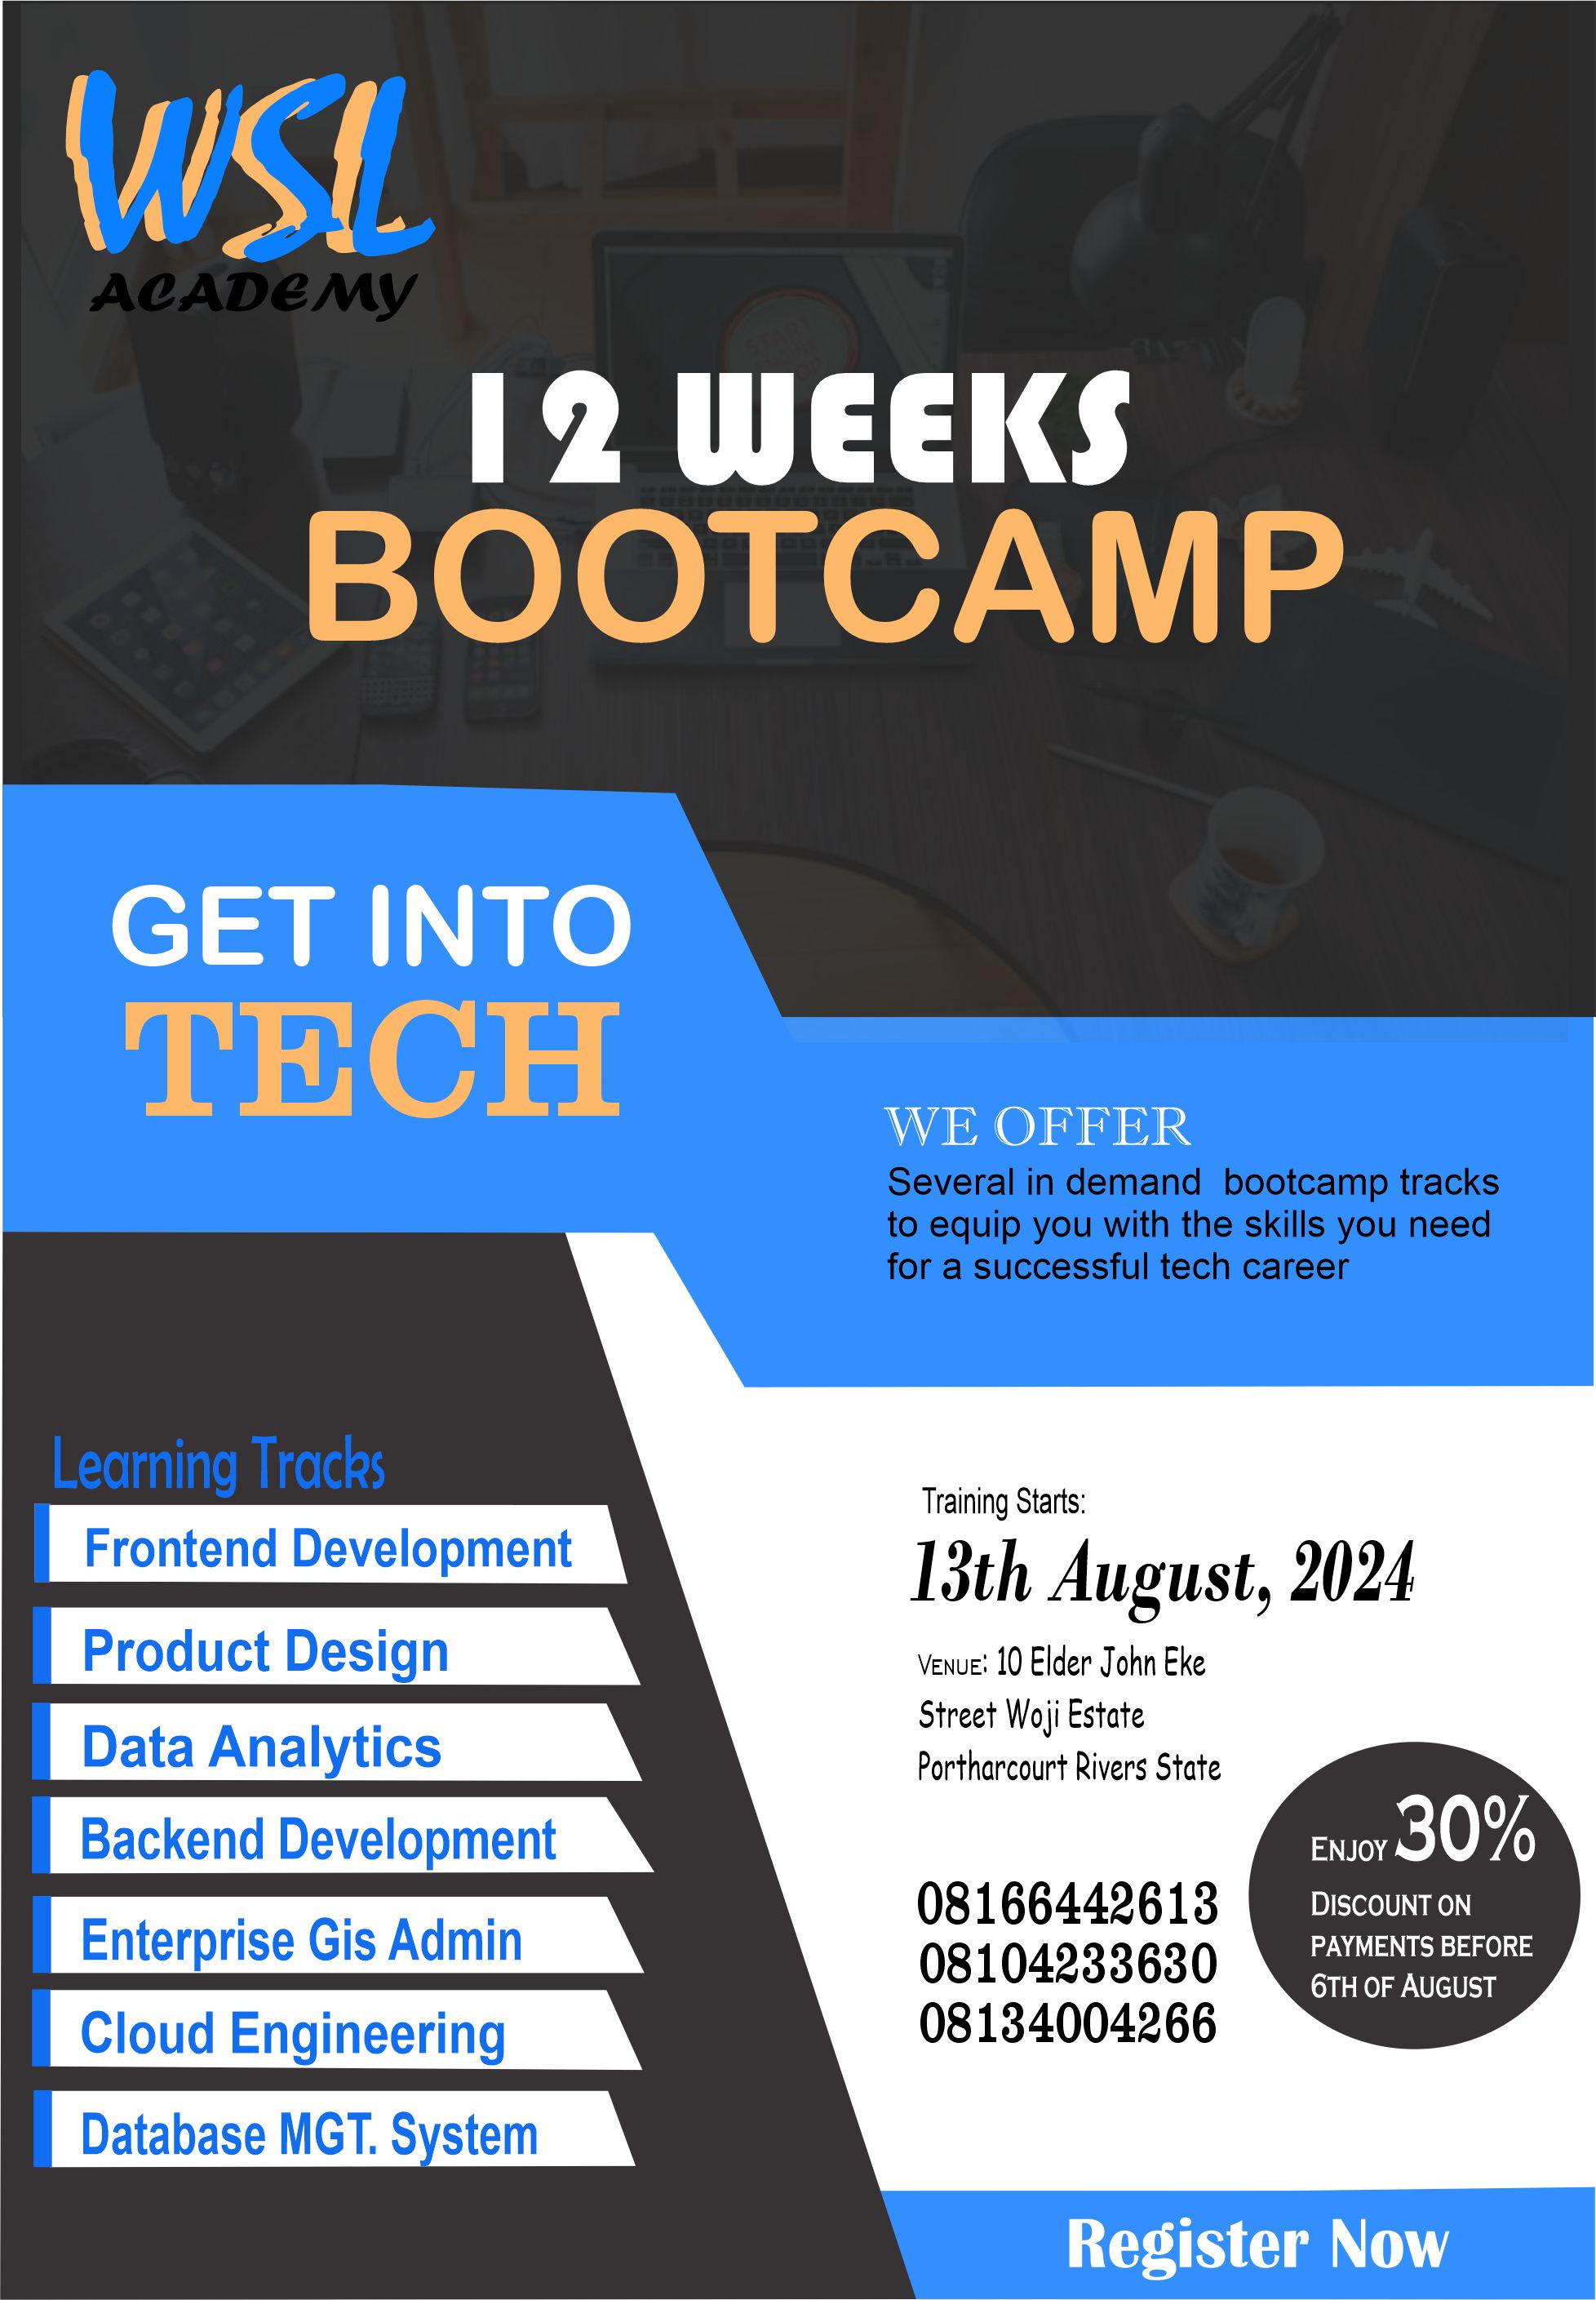 WSL
ACADEMY
12 WEEKS
BOOTCAMP
GET INTO
TECH
WE OFFER
Several in demand bootcamp tracks
to equip you with the skills you need
for a successful tech career
Learning Tracks
Frontend Development
Product Design
Data Analytics
Backend Development
Enterprise Gis Admin
Cloud Engineering
Database MGT. System
Training Starts:
13th August, 2024
VENUE: 10 Elder John Eke
Street Woji Estate
Portharcourt Rivers State
08166442613
08104233630
08134004266
ENJOY 30%
DISCOUNT ON
PAYMENTS BEFORE
6TH OF AUGUST
Register Now